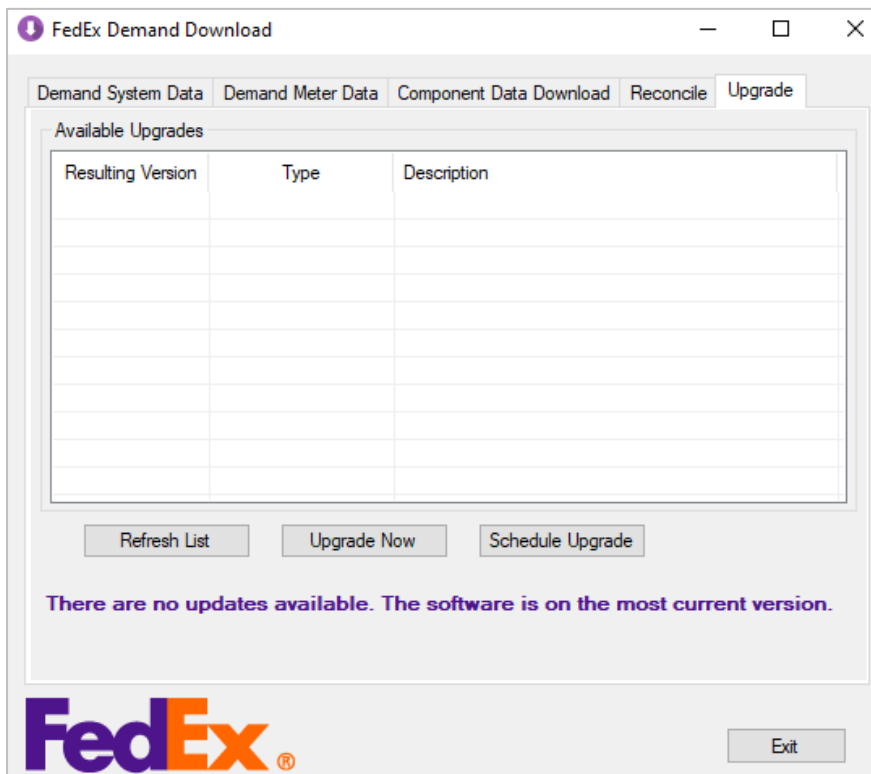 FedEx Demand Download
Demand System Data Demand Meter Data Component Data Download Reconcile Upgrade
Available Upgrades
Resulting Version Type Description
Refresh List Upgrade Now Schedule Upgrade
There are no updates available. The software is on the most current version.
FedEx®
Exit